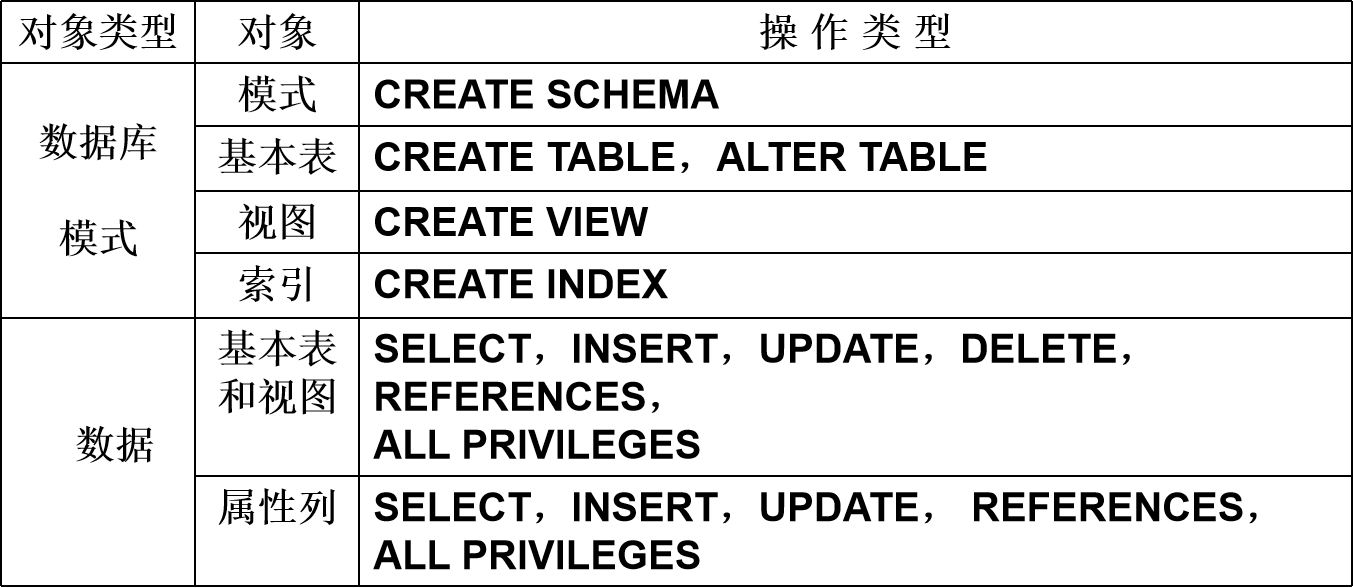 对象类型 对象 操 作 类 型
数据库
模式
模式 CREATE SCHEMA
基本表 CREATE TABLE，ALTER TABLE
视图 CREATE VIEW
索引 CREATE INDEX
数据
基本表
和视图
SELECT，INSERT，UPDATE，DELETE，
REFERENCES，
ALL PRIVILEGES
属性列
SELECT，INSERT，UPDATE， REFERENCES，
ALL PRIVILEGES